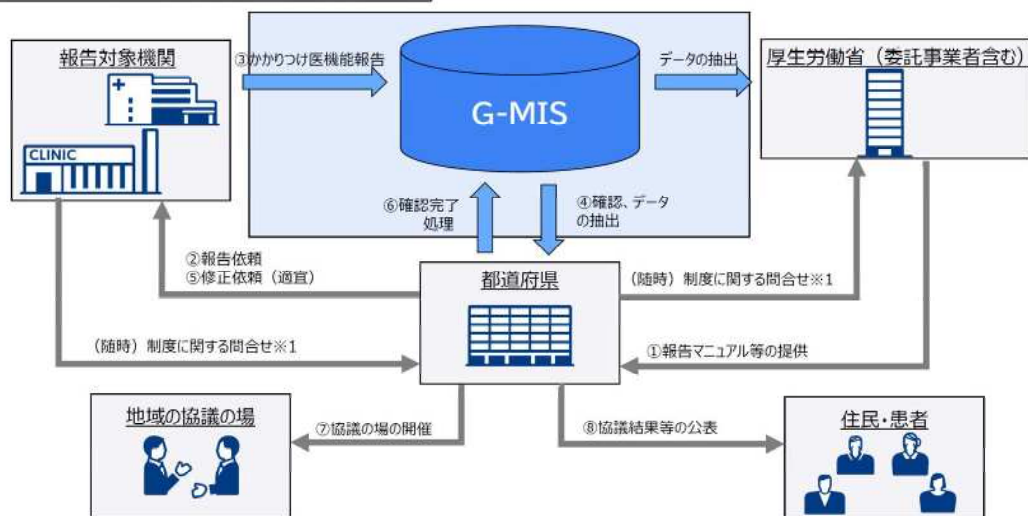 報告対象機関
CLINIC
③かかりつけ医機能報告
G-MIS
データの抽出
厚生労働省（委託事業者含む）
⑥確認完了
処理
④確認、データ
の抽出
②報告依頼
⑤修正依頼（適宜）
都道府県
（随時）制度に関する問合せ※1
（随時）制度に関する問合せ※1
①報告マニュアル等の提供
地域の協議の場
⑦協議の場の開催
⑧協議結果等の公表
住民・患者